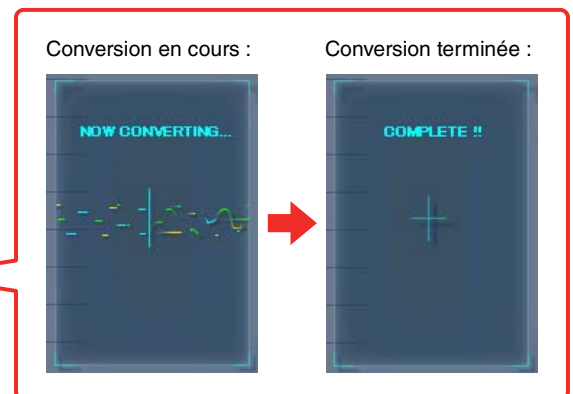 Conversion en cours :
Conversion terminée :
NOW CONVERTING...
COMPLETE !!